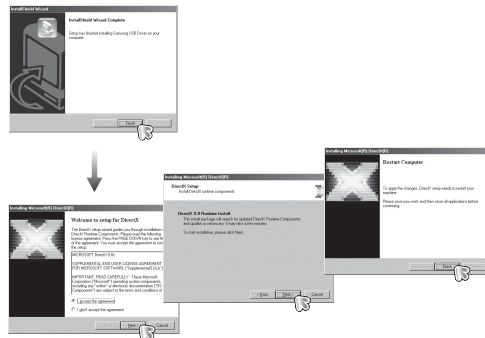 InstallShield Wizard
InstallShield Wizard Complete
Setup has finished installing Samsung USB Driver on your
computer.
Finish
Installing Microsoft(R) DirectX(R)
Welcome to setup for DirectX
The DirectX setup wizard guides you through installation of
DirectX Runtime Components. Please read the following
license agreement. Press the PAGE DOWN key to see the
of the agreement. You must accept the agreement to con
the setup.
MICROSOFT DirectX 9.0c
SUPPLEMENTAL END USER LICENSE AGREEMENT
FOR MICROSOFT SOFTWARE ("Supplemental EULA")
IMPORTANT: READ CAREFULLY - These Microsoft
Corporation ("Microsoft") operating system components,
including any "online" or electronic documentation ("OS
Components") are subject to the terms and conditions of
I accept the agreement
I don't accept the agreement
Next >
Cancel
Installing Microsoft(R) DirectX(R)
DirectX Setup
Install DirectX runtime components
DirectX 9.0 Runtime Install
This install package will search for updated DirectX Runtime Components
and update as necessary. It may take a few minutes.
To start installation, please click Next
< Back
Next >
Cancel
Installing Microsoft(R) DirectX(R)
Restart Computer
To apply the changes, DirectX setup needs to restart your
machine.
Please save your work, and then close all applications before
continuing.
Finish